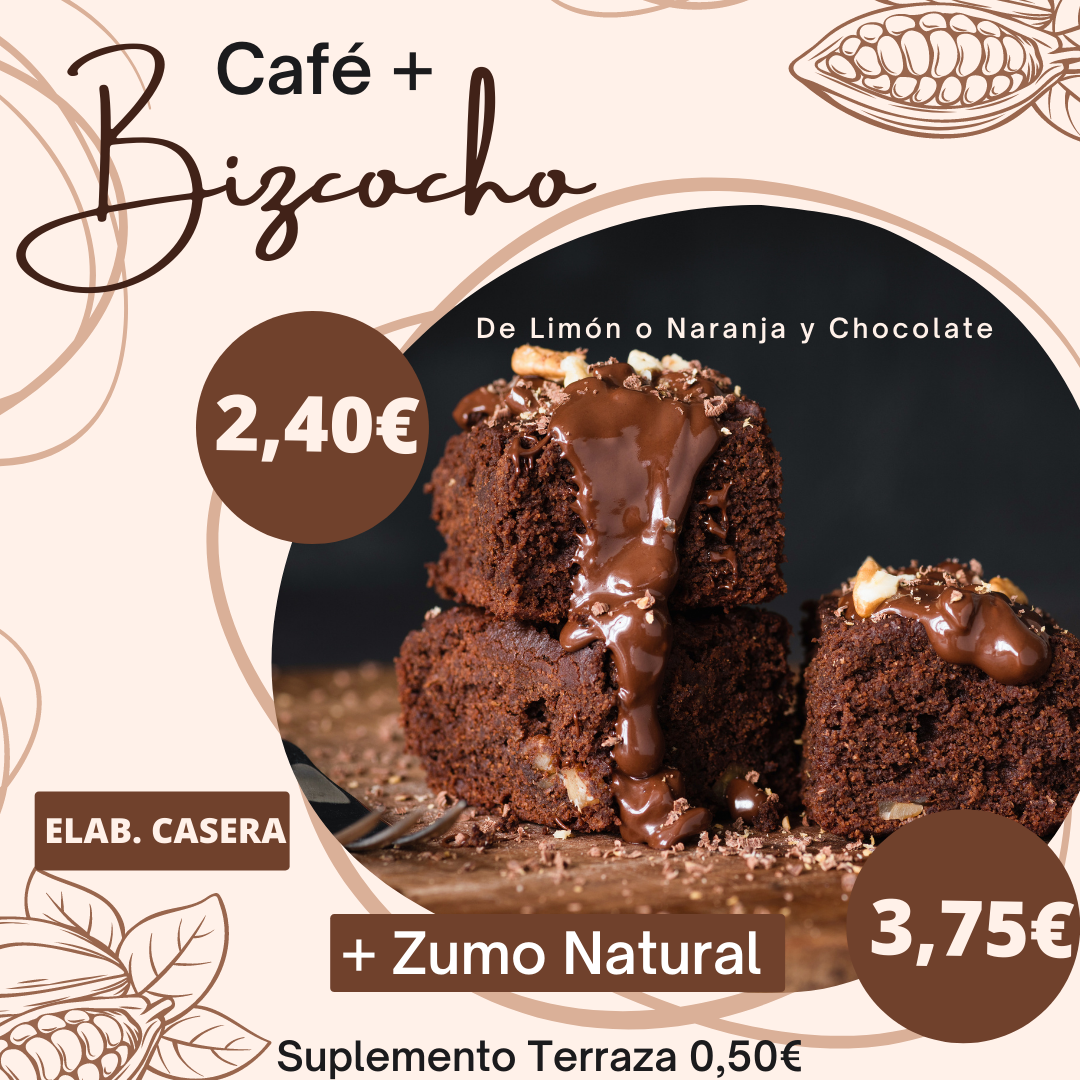 Café +
Bizcocho
De Limón o Naranja y Chocolate
2,40€
ELAB. CASERA
+ Zumo Natural
3,75€
Suplemento Terraza 0,50€